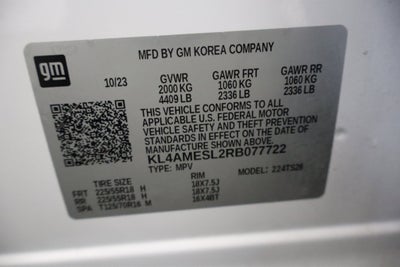 gm
MFD BY GM KOREA COMPANY
10/23 GVWR GAWR FRT GAWR RR
2000 KG 1060 KG 1060 KG
4409 LB 2336 LB 2336 LB
THIS VEHICLE CONFORMS TO ALL
APPLICABLE U.S. FEDERAL MOTOR
VEHICLE SAFETY STANDARDS IN EFFECT ON
THE DATE OF MANUFACTURE SHOWN ABOVE.
KL4AMESL2RB077722
TYPE: MPV MODEL: 224TS26
TIRE SIZE RIM
FRT 225/55R18 H 18X7.5J
RR 225/55R18 H 18X7.5J
SPA T125/70R16 M 16X4BT